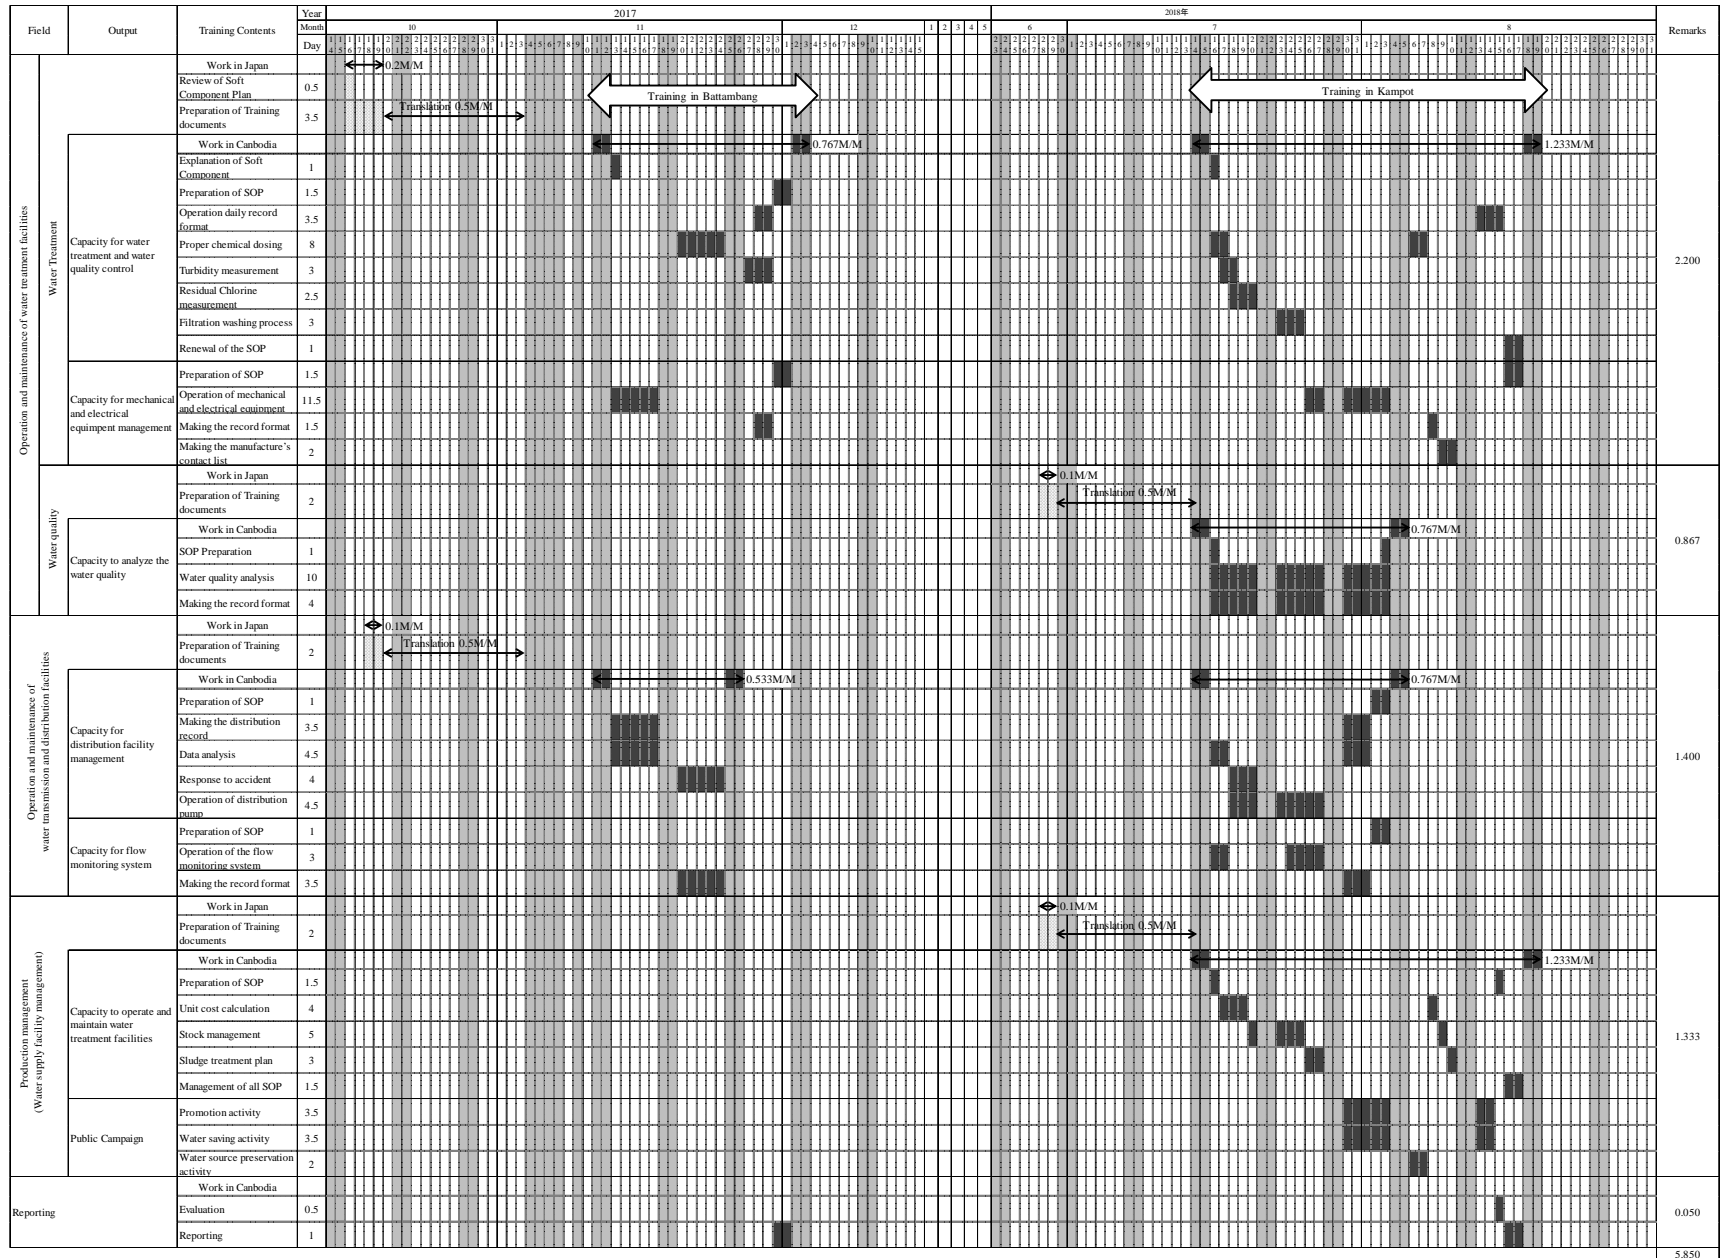 Field
Output
Training Contents
Year
2017
2018年
Remarks
Month
10
11
12
1 2 3 4 5
6
7
8
Day
Operation and maintenance of water treatment facilities
Water Treatment
Work in Japan
0.2M/M
Review of Soft
Component Plan
0.5
Training in Battambang
Training in Kampot
Preparation of Training
documents
3.5
Translation 0.5M/M
Capacity for water
treatment and water
quality control
Work in Canbodia
0.767M/M
1.233M/M
Explanation of Soft
Component
1
Preparation of SOP
1.5
Operation daily record
format
3.5
Proper chemical dosing
8
Turbidity measurement
3
2.200
Residual Chlorine
measurement
2.5
Filtration washing process
3
Renewal of the SOP
1
Capacity for mechanical
and electrical
equimpent management
Preparation of SOP
1.5
Operation of mechanical
and electrical equipment
11.5
Making the record format
1.5
Making the manufacture's
contact list
2
Water quality
Work in Japan
0.1M/M
Preparation of Training
documents
2
Translation 0.5M/M
Capacity to analyze the
water quality
Work in Canbodia
0.767M/M
0.867
SOP Preparation
1
Water quality analysis
10
Making the record format
4
Operation and maintenance of
water transmission and distribution facilities
Work in Japan
0.1M/M
Preparation of Training
documents
2
Translation 0.5M/M
Capacity for
distribution facility
management
Work in Canbodia
0.533M/M
0.767M/M
Preparation of SOP
1
Making the distribution
record
3.5
Data analysis
4.5
1.400
Response to accident
4
Operation of distribution
pump
4.5
Capacity for flow
monitoring system
Preparation of SOP
1
Operation of the flow
monitoring system
3
Making the record format
3.5
Production management
(Water supply facility management)
Work in Japan
0.1M/M
Preparation of Training
documents
2
Translation 0.5M/M
Capacity to operate and
maintain water
treatment facilities
Work in Canbodia
1.233M/M
Preparation of SOP
1.5
Unit cost calculation
4
Stock management
5
1.333
Sludge treatment plan
3
Management of all SOP
1.5
Public Campaign
Promotion activity
3.5
Water saving activity
3.5
Water source preservation
activity
2
Reporting
Work in Canbodia
Evaluation
0.5
0.050
Reporting
1
5.850